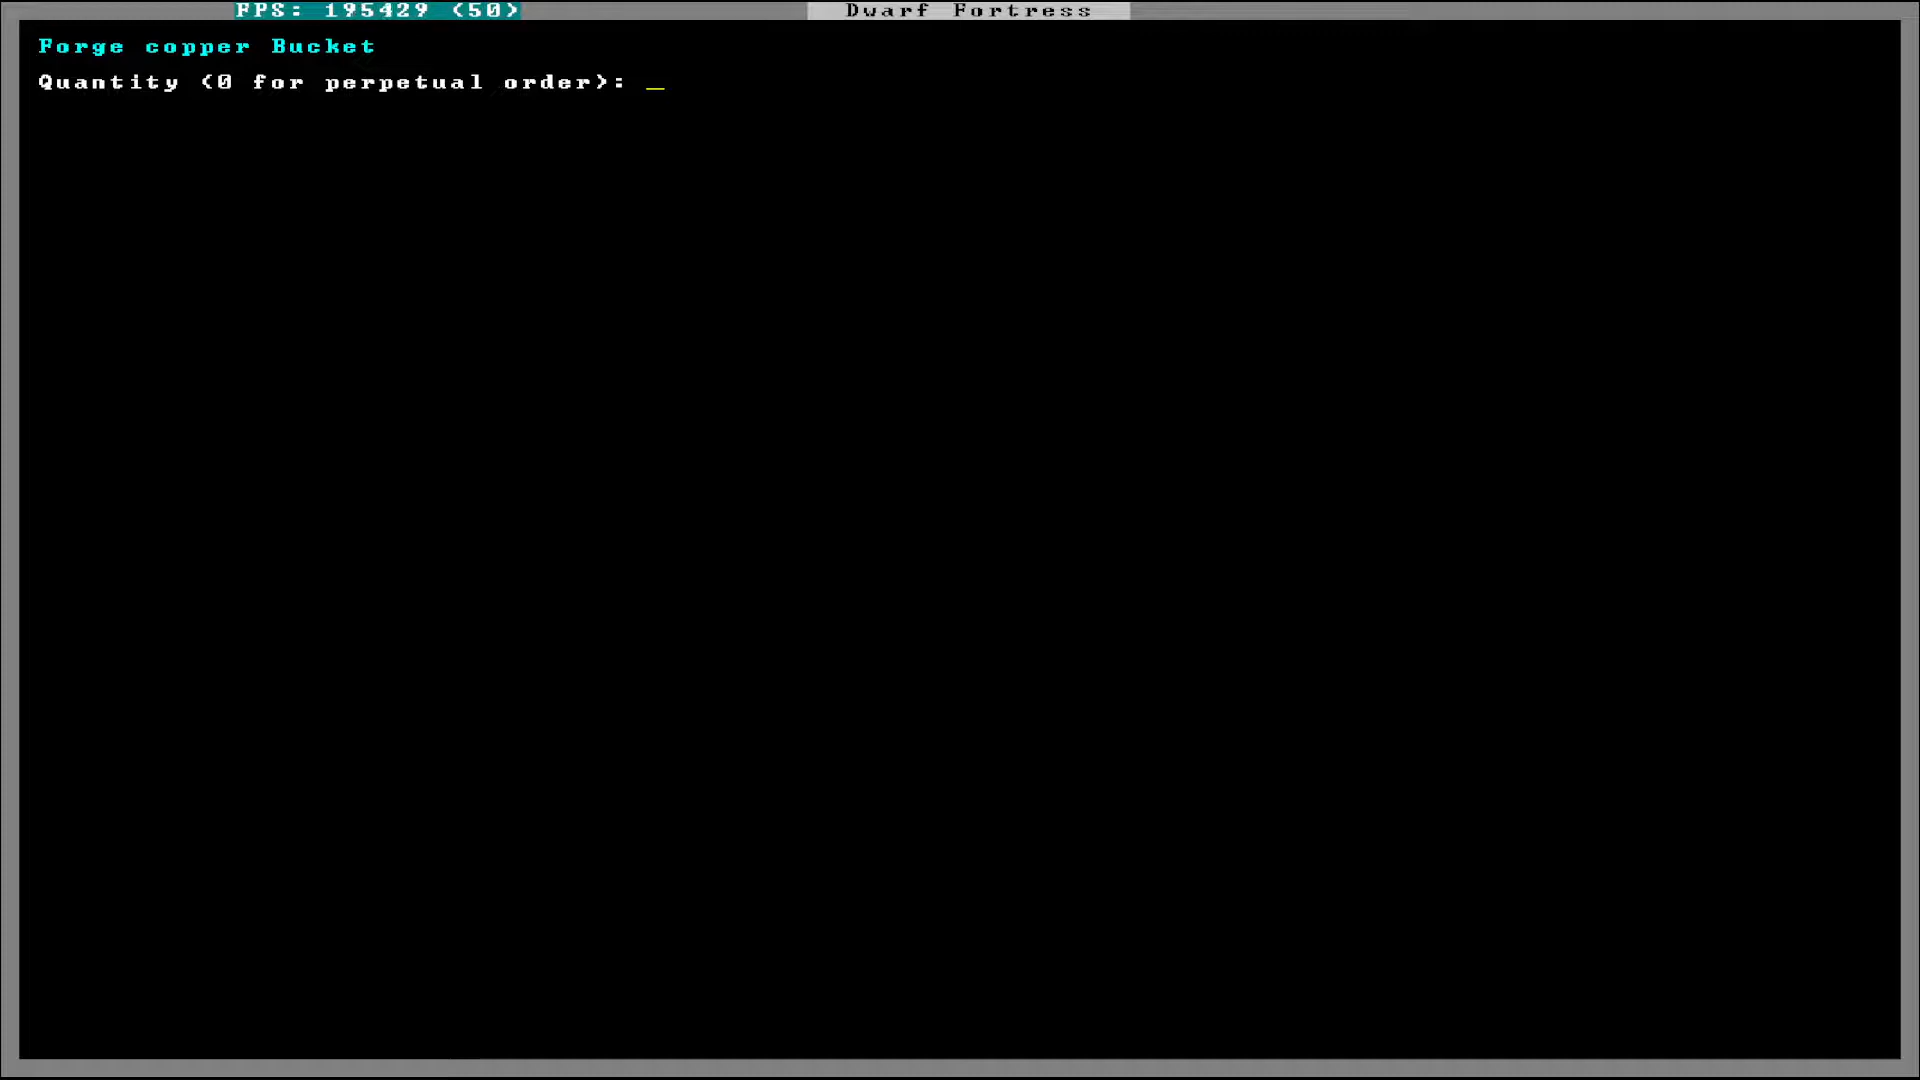 FPS: 195429 (50) Dwarf Fortress
Forge copper Bucket
Quantity (0 for perpetual order): _